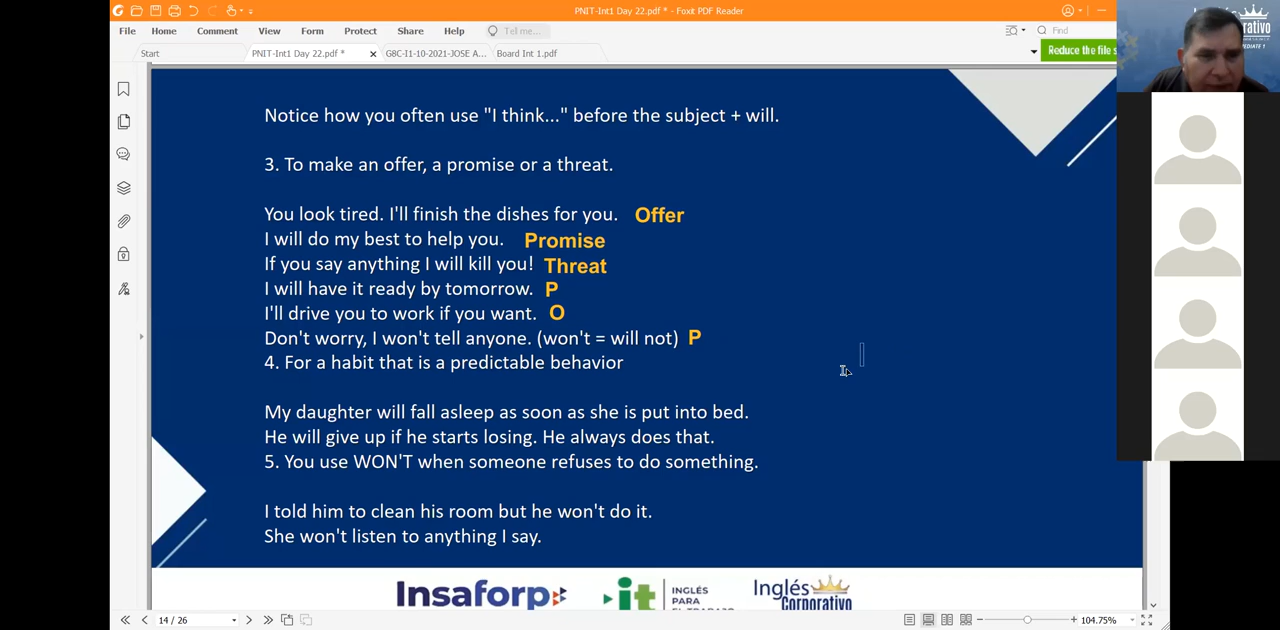 PNIT-Int1 Day 22.pdf * - Foxit PDF Reader
File Home Comment View Form Protect Share Help Tell me... Find
Start PNIT-Int1 Day 22.pdf * G8C-I1-10-2021-JOSE A... Board Int 1.pdf
Reduce the file s
Notice how you often use "I think..." before the subject + will.
3. To make an offer, a promise or a threat.
You look tired. I'll finish the dishes for you. Offer
I will do my best to help you. Promise
If you say anything I will kill you! Threat
I will have it ready by tomorrow. P
I'll drive you to work if you want. O
Don't worry, I won't tell anyone. (won't = will not) P
4. For a habit that is a predictable behavior
My daughter will fall asleep as soon as she is put into bed.
He will give up if he starts losing. He always does that.
5. You use WON'T when someone refuses to do something.
I told him to clean his room but he won't do it.
She won't listen to anything I say.
Insaforp it INGLÉS Inglés
PARA Corporativo
14 / 26 104.75%